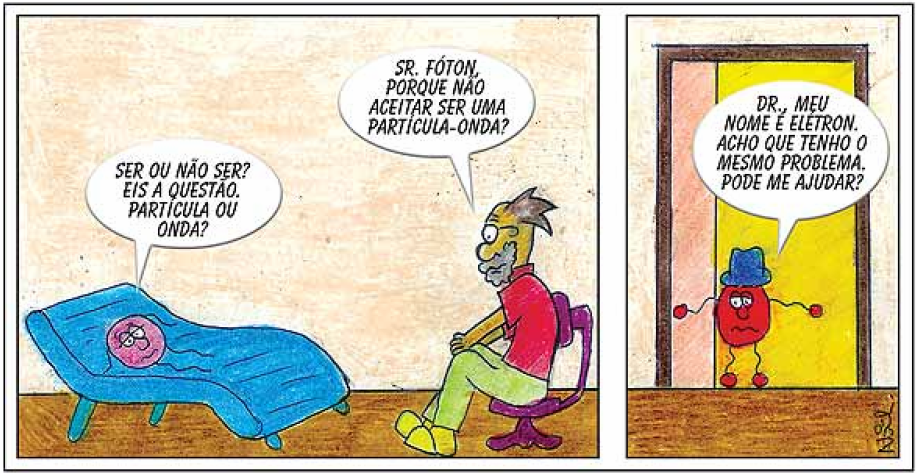 SER OU NÃO SER?
EIS A QUESTÃO.
PARTÍCULA OU
ONDA?
SR. FÓTON,
PORQUE NÃO
ACEITAR SER UMA
PARTÍCULA-ONDA?
DR., MEU
NOME É ELÉTRON.
ACHO QUE TENHO O
MESMO PROBLEMA.
PODE ME AJUDAR?